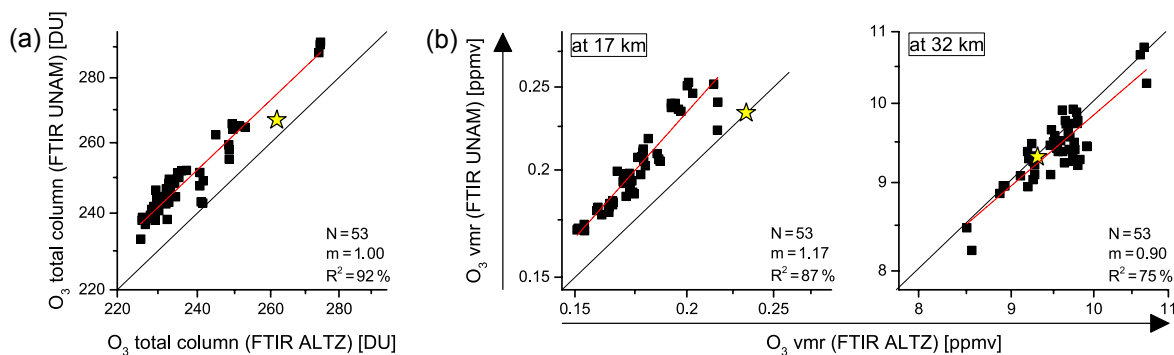 (a)
O₃ total column (FTIR UNAM) [DU]
280
260
240
220
220
240
260
280
N = 53
m = 1.00
R² = 92 %
O₃ total column (FTIR ALTZ) [DU]
(b)
O₃ vmr (FTIR UNAM) [ppmv]
at 17 km
0.25
0.2
0.15
0.15
0.2
0.25
N = 53
m = 1.17
R² = 87 %
at 32 km
11
10
9
8
8
9
10
11
N = 53
m = 0.90
R² = 75 %
O₃ vmr (FTIR ALTZ) [ppmv]